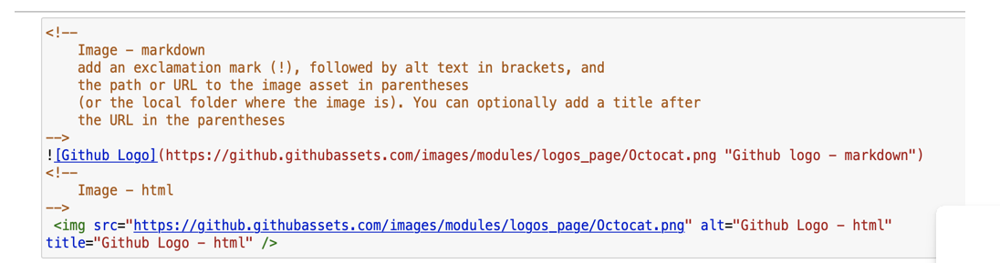 <!--
Image – markdown
add an exclamation mark (!), followed by alt text in brackets, and
the path or URL to the image asset in parentheses
(or the local folder where the image is). You can optionally add a title after
the URL in the parentheses
-->
![Github Logo](https://github.githubassets.com/images/modules/logos_page/Octocat.png "Github logo – markdown")
<!--
Image – html
-->
<img src="https://github.githubassets.com/images/modules/logos_page/Octocat.png" alt="Github Logo – html"
title="Github Logo – html" />